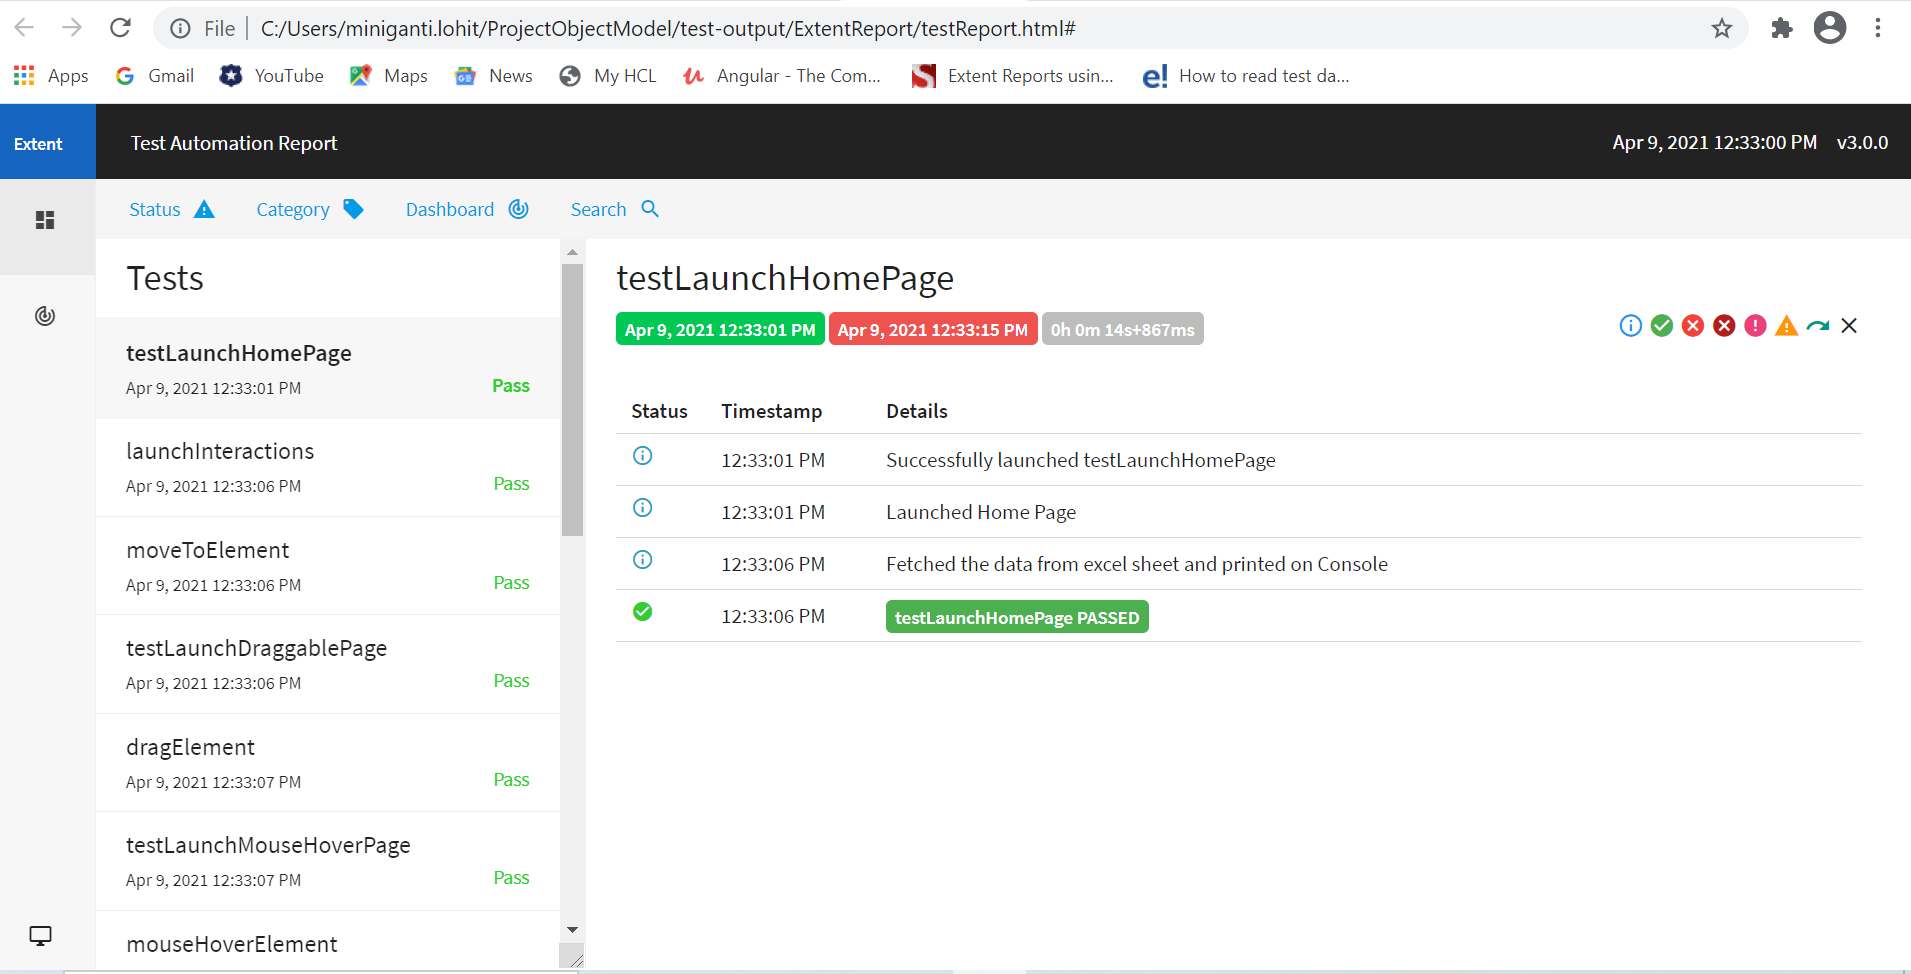 File C:/Users/miniganti.lohit/ProjectObjectModel/test-output/ExtentReport/testReport.html#
Apps Gmail YouTube Maps News My HCL Angular - The Com... Extent Reports usin... e! How to read test da...
Extent Test Automation Report Apr 9, 2021 12:33:00 PM v3.0.0
Status Category Dashboard Search
Tests
testLaunchHomePage
Apr 9, 2021 12:33:01 PM Pass
launchInteractions
Apr 9, 2021 12:33:06 PM Pass
moveToElement
Apr 9, 2021 12:33:06 PM Pass
testLaunchDraggablePage
Apr 9, 2021 12:33:06 PM Pass
dragElement
Apr 9, 2021 12:33:07 PM Pass
testLaunchMouseHoverPage
Apr 9, 2021 12:33:07 PM Pass
mouseHoverElement
testLaunchHomePage
Apr 9, 2021 12:33:01 PM Apr 9, 2021 12:33:15 PM 0h 0m 14s+867ms
Status Timestamp Details
12:33:01 PM Successfully launched testLaunchHomePage
12:33:01 PM Launched Home Page
12:33:06 PM Fetched the data from excel sheet and printed on Console
12:33:06 PM testLaunchHomePage PASSED